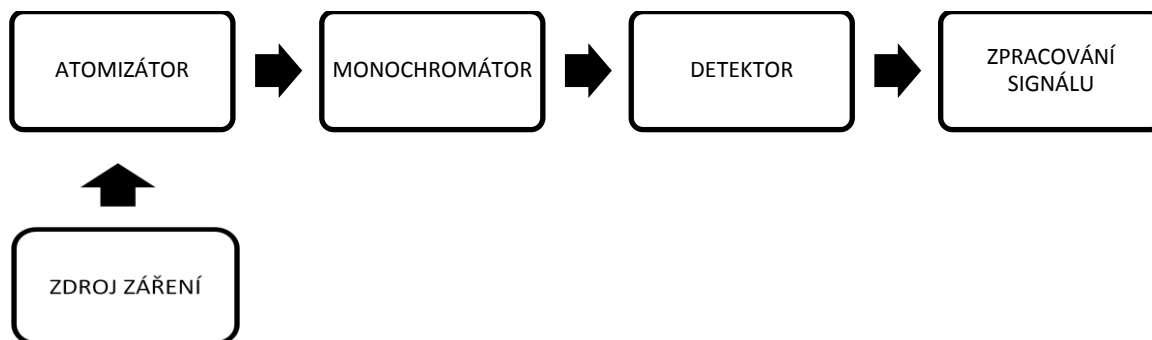 ATOMIZÁTOR
MONOCHROMÁTOR
DETEKTOR
ZPRACOVÁNÍ
SIGNÁLU
ZDROJ ZÁŘENÍ